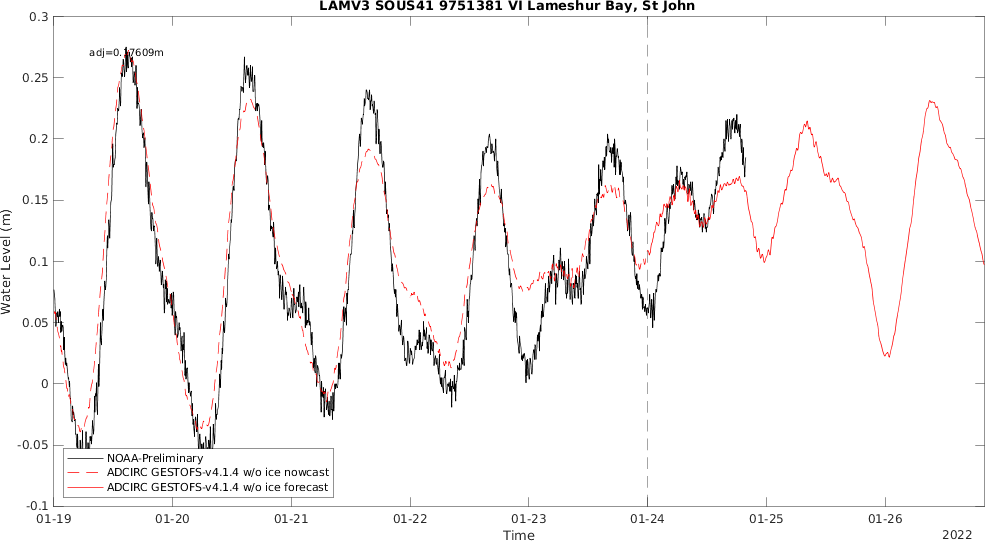 LAMV3 SOUS41 9751381 VI Lameshur Bay, St John
0.3
adj=0.17609m
0.25
0.2
0.15
Water Level (m)
0.1
0.05
0
-0.05
NOAA-Preliminary
ADCIRC GESTOFS-v4.1.4 w/o ice nowcast
ADCIRC GESTOFS-v4.1.4 w/o ice forecast
-0.1
01-19 01-20 01-21 01-22 01-23 01-24 01-25 01-26
Time
2022